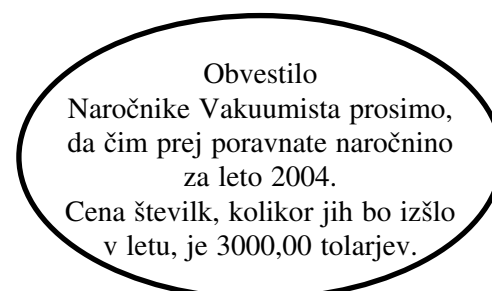 Obvestilo
Naročnike Vakuumista prosimo,
da čim prej poravnate naročnino
za leto 2004.
Cena številk, kolikor jih bo izšlo
v letu, je 3000,00 tolarjev.